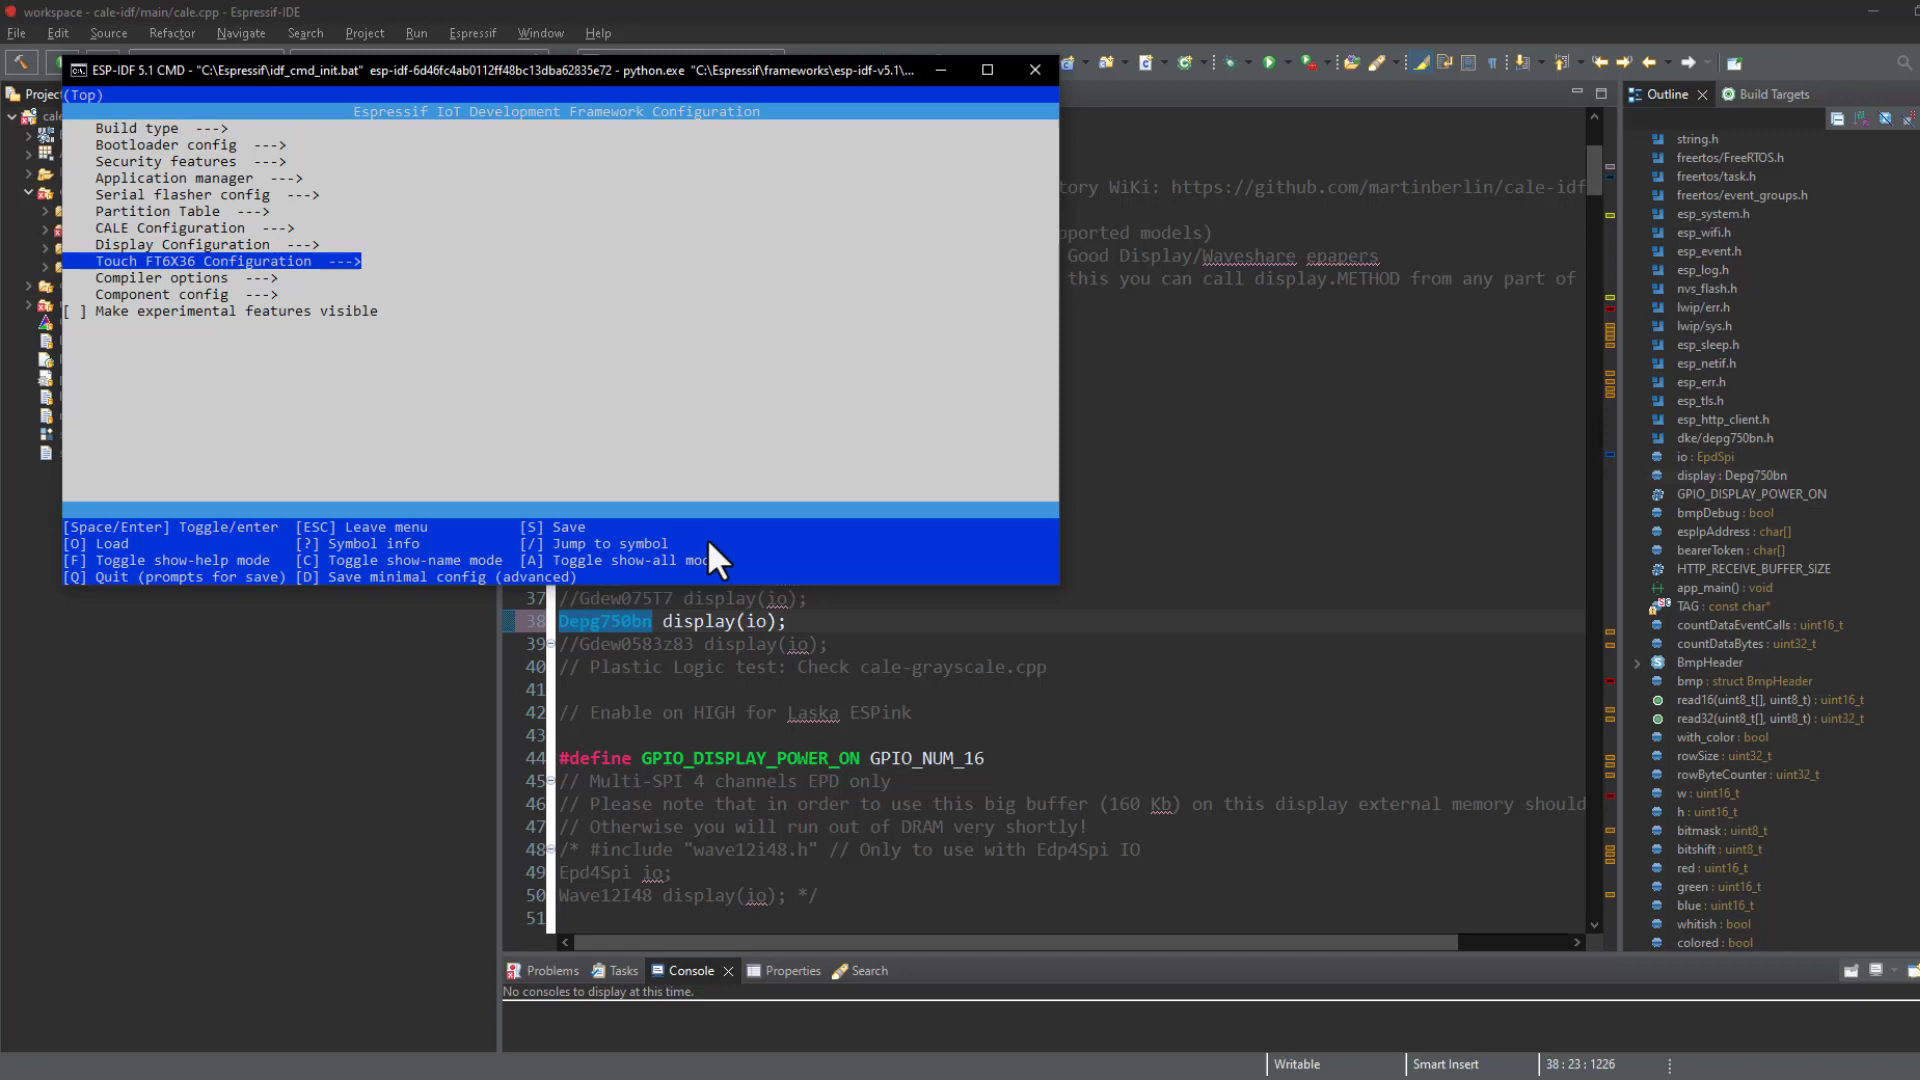 workspace - cale-idf/main/cale.cpp - Espressif-IDE
File Edit Source Refactor Navigate Search Project Run Espressif Window Help
ESP-IDF 5.1 CMD - "C:\Espressif\idf_cmd_init.bat" esp-idf-6d46fc4ab0112ff48bc13dba62835e72 - python.exe "C:\Espressif\frameworks\esp-idf-v5.1\...
(Top)
Espressif IoT Development Framework Configuration
Build type --->
Bootloader config --->
Security features --->
Application manager --->
Serial flasher config --->
Partition Table --->
CALE Configuration --->
Display Configuration --->
Touch FT6X36 Configuration --->
Compiler options --->
Component config --->
[ ] Make experimental features visible
[Space/Enter] Toggle/enter [ESC] Leave menu [S] Save
[O] Load [?] Symbol info [/] Jump to symbol
[F] Toggle show-help mode [C] Toggle show-name mode [A] Toggle show-all
[Q] Quit (prompts for save) [D] Save minimal config (advanced)
Project
tory WiKi: https://github.com/martinberlin/cale-idf
pported models)
Good Display/Waveshare epapers
this you can call display.METHOD from any part of
37 //Gdew075T7 display(io);
38 Depg750bn display(io);
39 //Gdew0583z83 display(io);
40 // Plastic Logic test: Check cale-grayscale.cpp
41
42 // Enable on HIGH for Laska ESPink
43
44 #define GPIO_DISPLAY_POWER_ON GPIO_NUM_16
45 // Multi-SPI 4 channels EPD only
46 // Please note that in order to use this big buffer (160 Kb) on this display external memory should
47 // Otherwise you will run out of DRAM very shortly!
48 /* #include "wave12i48.h" // Only to use with Edp4Spi IO
49 Epd4Spi io;
50 Wave12I48 display(io); */
51
Outline Build Targets
string.h
freertos/FreeRTOS.h
freertos/task.h
freertos/event_groups.h
esp_system.h
esp_wifi.h
esp_event.h
esp_log.h
nvs_flash.h
lwip/err.h
lwip/sys.h
esp_sleep.h
esp_netif.h
esp_err.h
esp_tls.h
esp_http_client.h
dke/depg750bn.h
io : EpdSpi
display : Depg750bn
GPIO_DISPLAY_POWER_ON
bmpDebug : bool
espIpAddress : char[]
bearerToken : char[]
HTTP_RECEIVE_BUFFER_SIZE
app_main() : void
TAG : const char*
countDataEventCalls : uint16_t
countDataBytes : uint32_t
BmpHeader
bmp : struct BmpHeader
read16(uint8_t[], uint8_t) : uint16_t
read32(uint8_t[], uint8_t) : uint32_t
with_color : bool
rowSize : uint32_t
rowByteCounter : uint32_t
w : uint16_t
h : uint16_t
bitmask : uint8_t
bitshift : uint8_t
red : uint16_t
green : uint16_t
blue : uint16_t
whitish : bool
colored : bool
Problems Tasks Console Properties Search
No consoles to display at this time.
Writable Smart Insert 38 : 23 : 1226